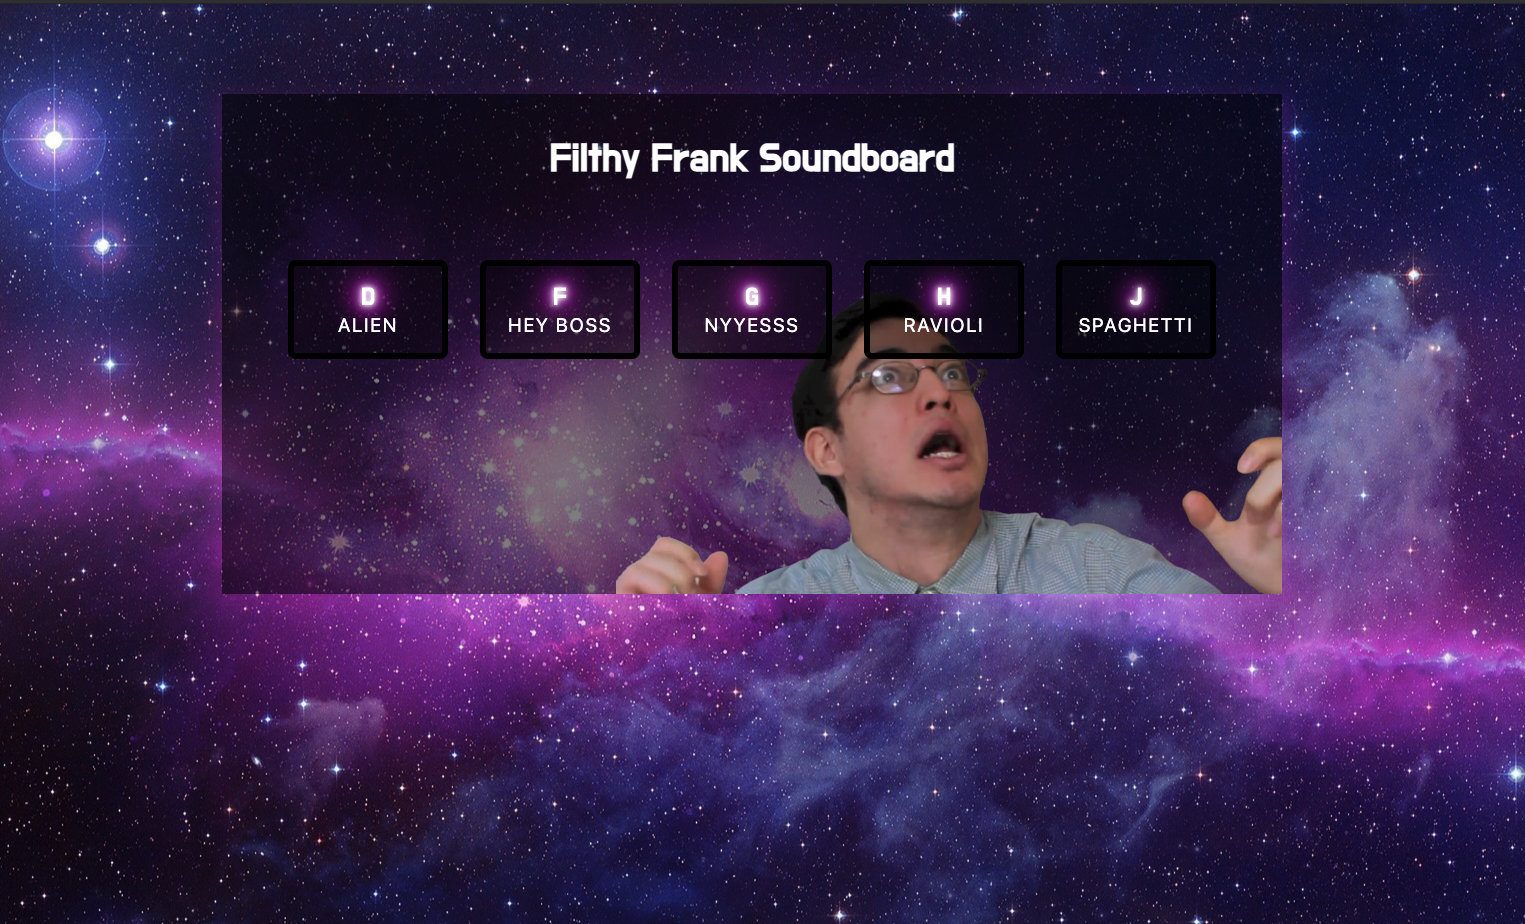 Filthy Frank Soundboard
D F G H J
ALIEN HEY BOSS NYYESSS RAVIOLI SPAGHETTI